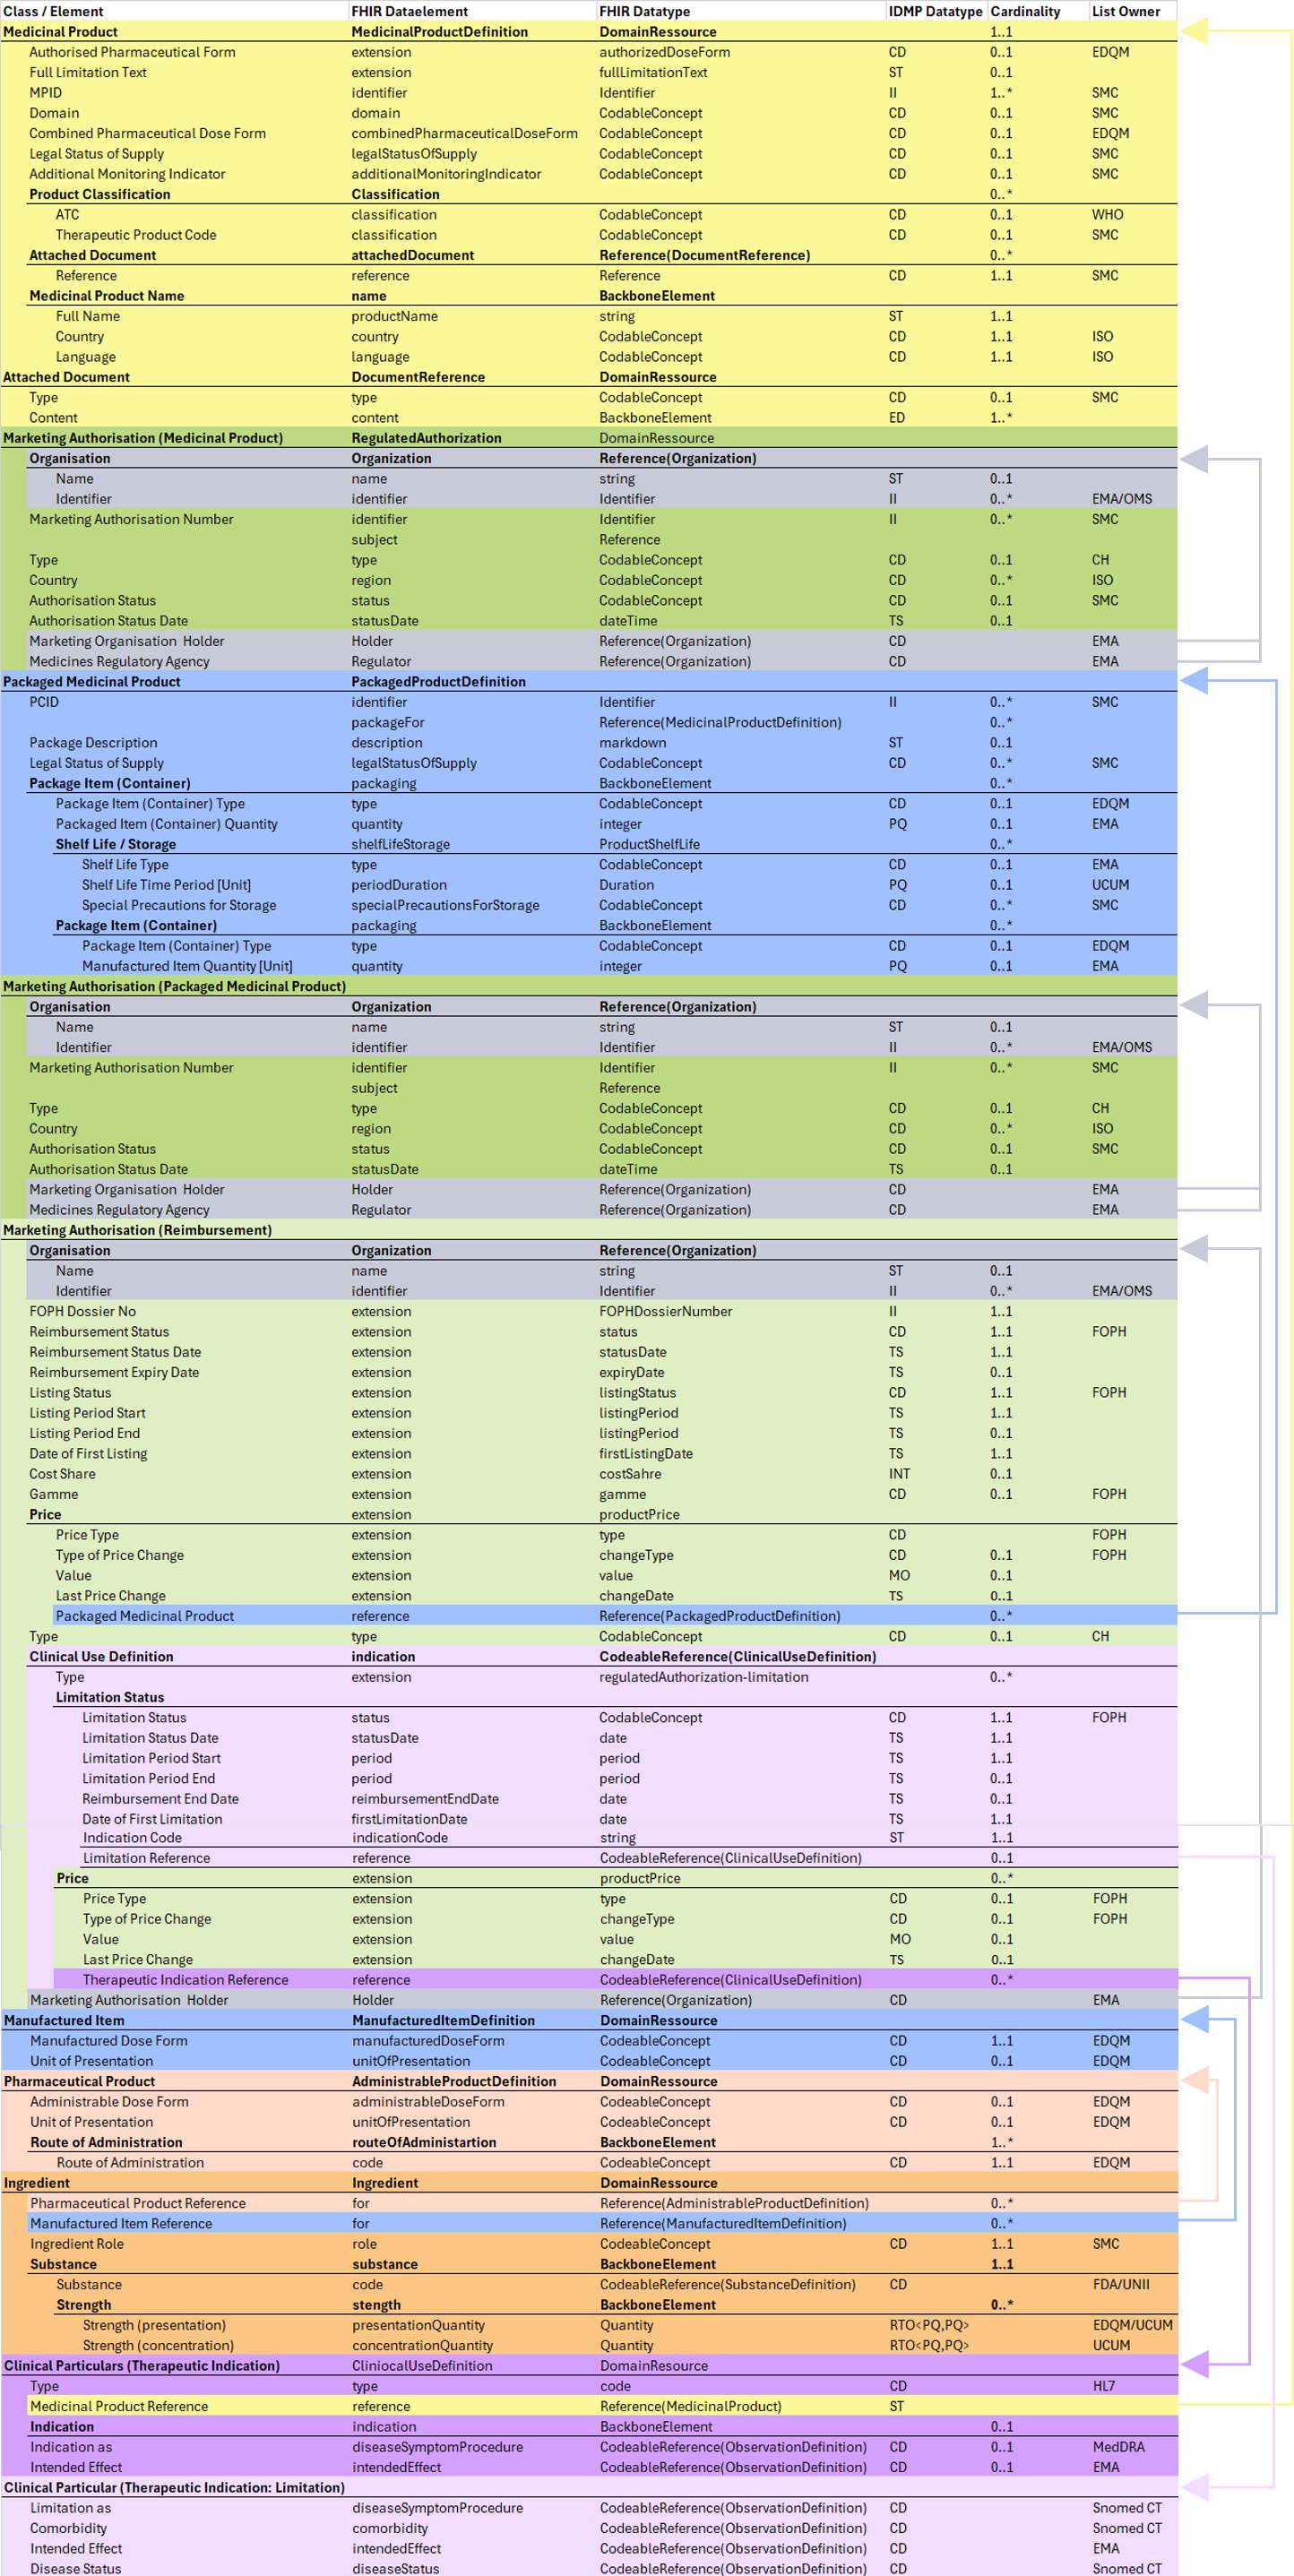 Class / Element FHIR Dataelement FHIR Datatype IDMP Datatype Cardinality List Owner
Medicinal Product MedicinalProductDefinition DomainRessource 1..1
Authorised Pharmaceutical Form extension authorizedDoseForm CD 0..1 EDQM
Full Limitation Text extension fullLimitationText ST 0..1
MPID identifier Identifier II 1..* SMC
Domain domain CodableConcept CD 0..1 SMC
Combined Pharmaceutical Dose Form combinedPharmaceuticalDoseForm CodableConcept CD 0..1 EDQM
Legal Status of Supply legalStatusOfSupply CodableConcept CD 0..1 SMC
Additional Monitoring Indicator additionalMonitoringIndicator CodableConcept CD 0..1 SMC
Product Classification Classification 0..*
ATC classification CodableConcept CD 0..1 WHO
Therapeutic Product Code classification CodableConcept CD 0..1 SMC
Attached Document attachedDocument Reference(DocumentReference) 0..*
Reference reference Reference CD 1..1 SMC
Medicinal Product Name name BackboneElement
Full Name productName string ST 1..1
Country country CodableConcept CD 1..1 ISO
Language language CodableConcept CD 1..1 ISO
Attached Document DocumentReference DomainRessource
Type type CodableConcept CD 0..1 SMC
Content content BackboneElement ED 1..*
Marketing Authorisation (Medicinal Product) RegulatedAuthorization DomainRessource
Organisation Organization Reference(Organization)
Name name string ST 0..1
Identifier identifier Identifier II 0..* EMA/OMS
Marketing Authorisation Number identifier Identifier II 0..* SMC
subject Reference
Type type CodableConcept CD 0..1 CH
Country region CodableConcept CD 0..* ISO
Authorisation Status status CodableConcept CD 0..1 SMC
Authorisation Status Date statusDate dateTime TS 0..1
Marketing Organisation Holder Holder Reference(Organization) CD EMA
Medicines Regulatory Agency Regulator Reference(Organization) CD EMA
Packaged Medicinal Product PackagedProductDefinition
PCID identifier Identifier II 0..* SMC
packageFor Reference(MedicinalProductDefinition) 0..*
Package Description description markdown ST 0..1
Legal Status of Supply legalStatusOfSupply CodableConcept CD 0..* SMC
Package Item (Container) packaging BackboneElement 0..*
Package Item (Container) Type type CodableConcept CD 0..1 EDQM
Packaged Item (Container) Quantity quantity integer PQ 0..1 EMA
Shelf Life / Storage shelfLifeStorage ProductShelfLife 0..*
Shelf Life Type type CodableConcept CD 0..1 EMA
Shelf Life Time Period [Unit] periodDuration Duration PQ 0..1 UCUM
Special Precautions for Storage specialPrecautionsForStorage CodableConcept CD 0..* SMC
Package Item (Container) packaging BackboneElement 0..*
Package Item (Container) Type type CodableConcept CD 0..1 EDQM
Manufactured Item Quantity [Unit] quantity integer PQ 0..1 EMA
Marketing Authorisation (Packaged Medicinal Product)
Organisation Organization Reference(Organization)
Name name string ST 0..1
Identifier identifier Identifier II 0..* EMA/OMS
Marketing Authorisation Number identifier Identifier II 0..* SMC
subject Reference
Type type CodableConcept CD 0..1 CH
Country region CodableConcept CD 0..* ISO
Authorisation Status status CodableConcept CD 0..1 SMC
Authorisation Status Date statusDate dateTime TS 0..1
Marketing Organisation Holder Holder Reference(Organization) CD EMA
Medicines Regulatory Agency Regulator Reference(Organization) CD EMA
Marketing Authorisation (Reimbursement)
Organisation Organization Reference(Organization)
Name name string ST 0..1
Identifier identifier Identifier II 0..* EMA/OMS
FOPH Dossier No extension FOPHDossierNumber II 1..1
Reimbursement Status extension status CD 1..1 FOPH
Reimbursement Status Date extension statusDate TS 1..1
Reimbursement Expiry Date extension expiryDate TS 0..1
Listing Status extension listingStatus CD 1..1 FOPH
Listing Period Start extension listingPeriod TS 1..1
Listing Period End extension listingPeriod TS 0..1
Date of First Listing extension firstListingDate TS 1..1
Cost Share extension costSahre INT 0..1
Gamme extension gamme CD 0..1 FOPH
Price extension productPrice
Price Type extension type CD FOPH
Type of Price Change extension changeType CD 0..1 FOPH
Value extension value MO 0..1
Last Price Change extension changeDate TS 0..1
Packaged Medicinal Product reference Reference(PackagedProductDefinition) 0..*
Type type CodableConcept CD 0..1 CH
Clinical Use Definition indication CodeableReference(ClinicalUseDefinition)
Type extension regulatedAuthorization-limitation 0..*
Limitation Status
Limitation Status status CodableConcept CD 1..1 FOPH
Limitation Status Date statusDate date TS 1..1
Limitation Period Start period period TS 1..1
Limitation Period End period period TS 0..1
Reimbursement End Date reimbursementEndDate date TS 0..1
Date of First Limitation firstLimitationDate date TS 1..1
Indication Code indicationCode string ST 1..1
Limitation Reference reference CodeableReference(ClinicalUseDefinition) 0..1
Price extension productPrice 0..*
Price Type extension type CD 0..1 FOPH
Type of Price Change extension changeType CD 0..1 FOPH
Value extension value MO 0..1
Last Price Change extension changeDate TS 0..1
Therapeutic Indication Reference reference CodeableReference(ClinicalUseDefinition) 0..*
Marketing Authorisation Holder Holder Reference(Organization) CD EMA
Manufactured Item ManufacturedItemDefinition DomainRessource
Manufactured Dose Form manufacturedDoseForm CodeableConcept CD 1..1 EDQM
Unit of Presentation unitOfPresentation CodeableConcept CD 0..1 EDQM
Pharmaceutical Product AdministrableProductDefinition DomainRessource
Administrable Dose Form administrableDoseForm CodeableConcept CD 0..1 EDQM
Unit of Presentation unitOfPresentation CodeableConcept CD 0..1 EDQM
Route of Administration routeOfAdministartion BackboneElement 1..*
Route of Administration code CodeableConcept CD 1..1 EDQM
Ingredient Ingredient DomainRessource
Pharmaceutical Product Reference for Reference(AdministrableProductDefinition) 0..*
Manufactured Item Reference for Reference(ManufacturedItemDefinition) 0..*
Ingredient Role role CodeableConcept CD 1..1 SMC
Substance substance BackboneElement 1..1
Substance code CodeableReference(SubstanceDefinition) CD FDA/UNII
Strength stength BackboneElement 0..*
Strength (presentation) presentationQuantity Quantity RTO<PQ,PQ> EDQM/UCUM
Strength (concentration) concentrationQuantity Quantity RTO<PQ,PQ> UCUM
Clinical Particulars (Therapeutic Indication) CliniocalUseDefinition DomainResource
Type type code CD HL7
Medicinal Product Reference reference Reference(MedicinalProduct) ST
Indication indication BackboneElement 0..1
Indication as diseaseSymptomProcedure CodeableReference(ObservationDefinition) CD 0..1 MedDRA
Intended Effect intendedEffect CodeableReference(ObservationDefinition) CD 0..1 EMA
Clinical Particular (Therapeutic Indication: Limitation)
Limitation as diseaseSymptomProcedure CodeableReference(ObservationDefinition) CD Snomed CT
Comorbidity comorbidity CodeableReference(ObservationDefinition) CD Snomed CT
Intended Effect intendedEffect CodeableReference(ObservationDefinition) CD EMA
Disease Status diseaseStatus CodeableReference(ObservationDefinition) CD Snomed CT